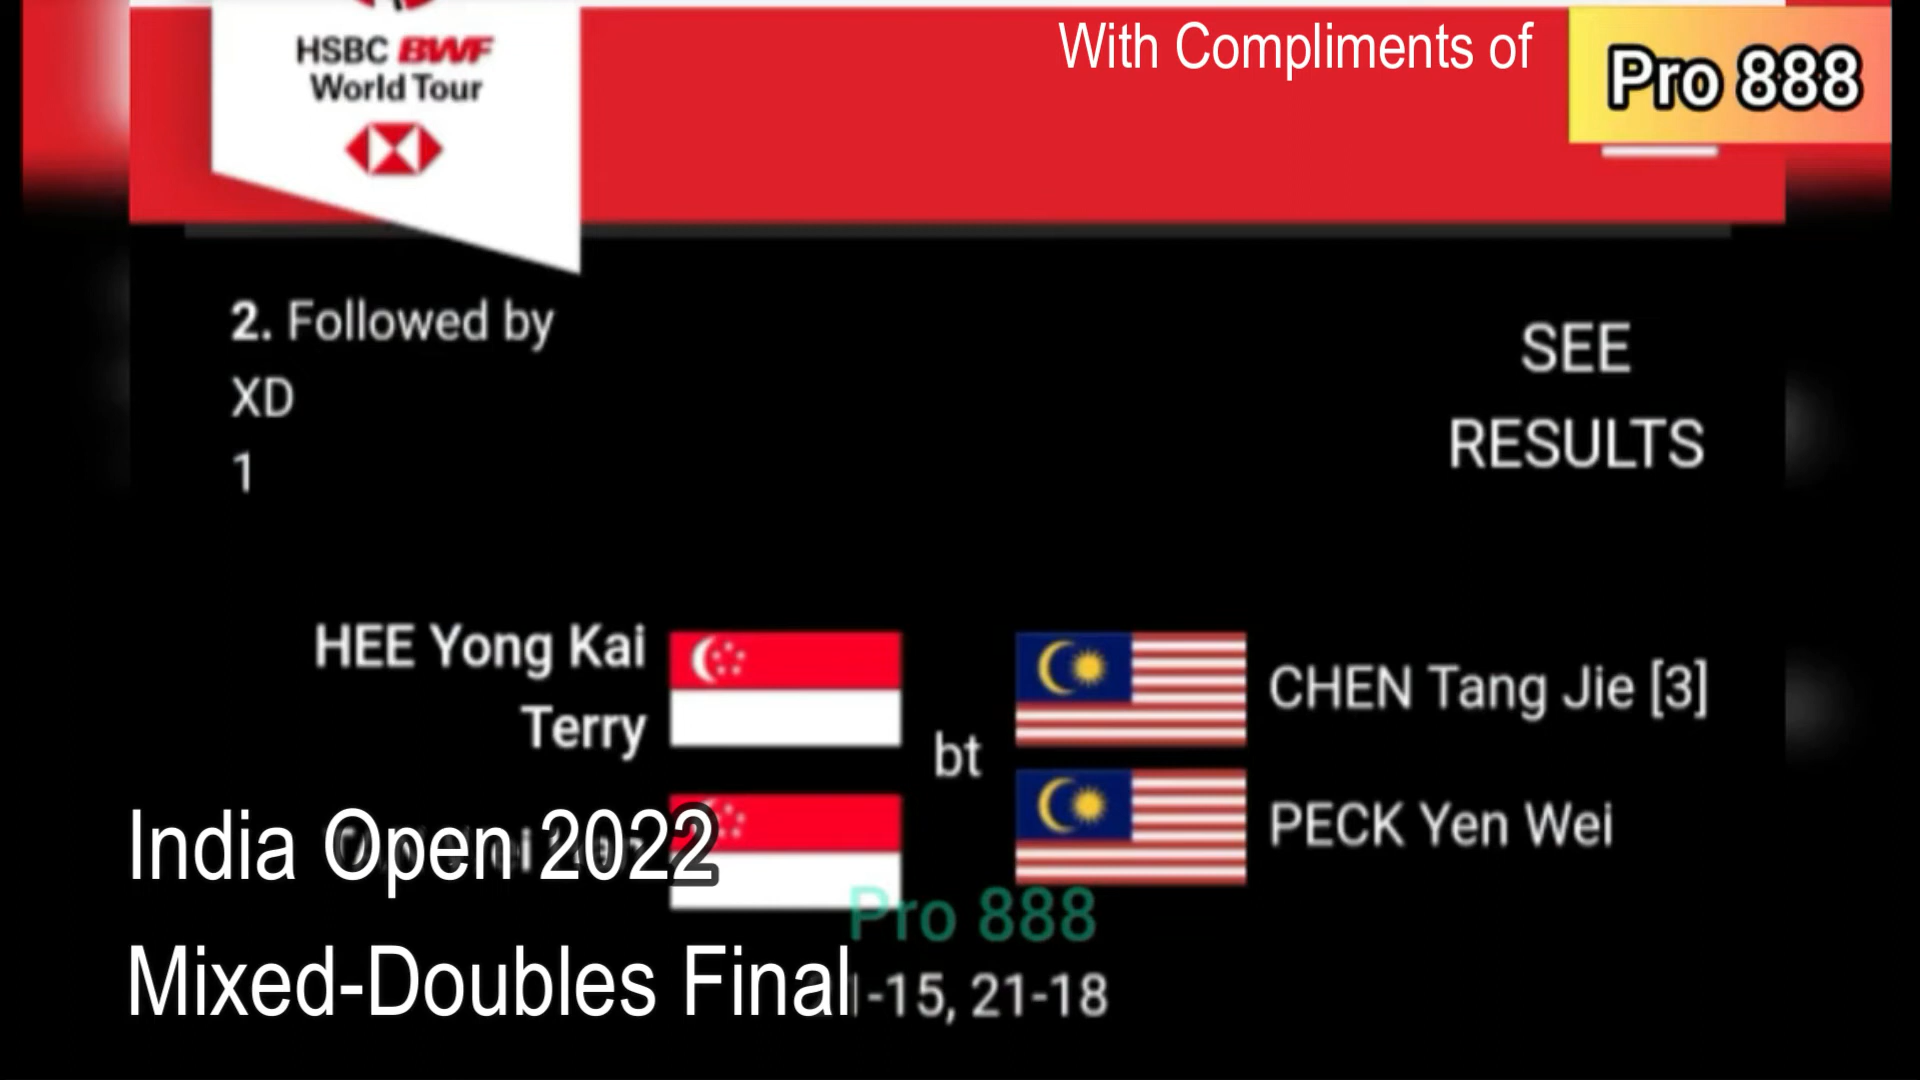 With Compliments of
Pro 888
HSBC BWF
World Tour
2. Followed by
XD
1
SEE
RESULTS
HEE Yong Kai
Terry
bt
CHEN Tang Jie [3]
PECK Yen Wei
India Open 2022
Pro 888
Mixed-Doubles Final
-15, 21-18